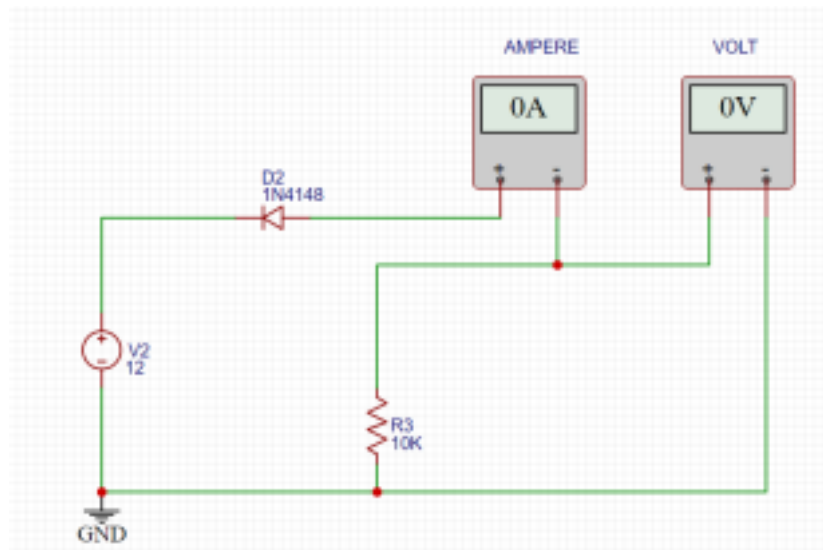 AMPERE
VOLT
0A
0V
+
-
+
-
D2
1N4148
+
-
V2
12
R3
10K
GND